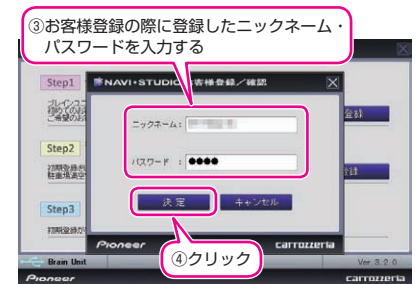 ③お客様登録の際に登録したニックネーム・
パスワードを入力する
Step1
NAVI•STUDIO お客様登録／確認
ニックネーム：
Step2
パスワード ： ●●●●
決定
キャンセル
Step3
Pioneer
carrozzeria
④クリック
Brain Unit
Ver 3.2.0
Pioneer
carrozzeria